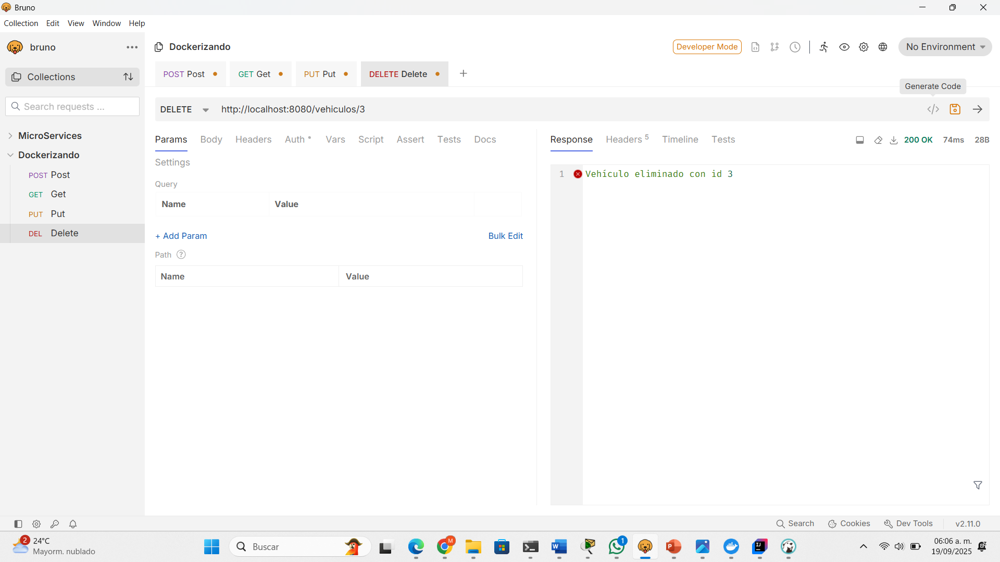 Bruno
Collection Edit View Window Help
bruno
Dockerizando
Developer Mode
No Environment
Collections
POST Post
GET Get
PUT Put
DELETE Delete
Generate Code
Search requests ...
DELETE
http://localhost:8080/vehiculos/3
MicroServices
Dockerizando
POST Post
GET Get
PUT Put
DEL Delete
Params Body Headers Auth Vars Script Assert Tests Docs
Settings
Query
Name Value
+ Add Param Bulk Edit
Path ?
Name Value
Response Headers 5 Timeline Tests
200 OK 74ms 28B
1 Vehículo eliminado con id 3
Search Cookies Dev Tools v2.11.0
2
24°C
Mayorm. nublado
Buscar
M
W
1
P
IJ
06:06 a. m.
19/09/2025